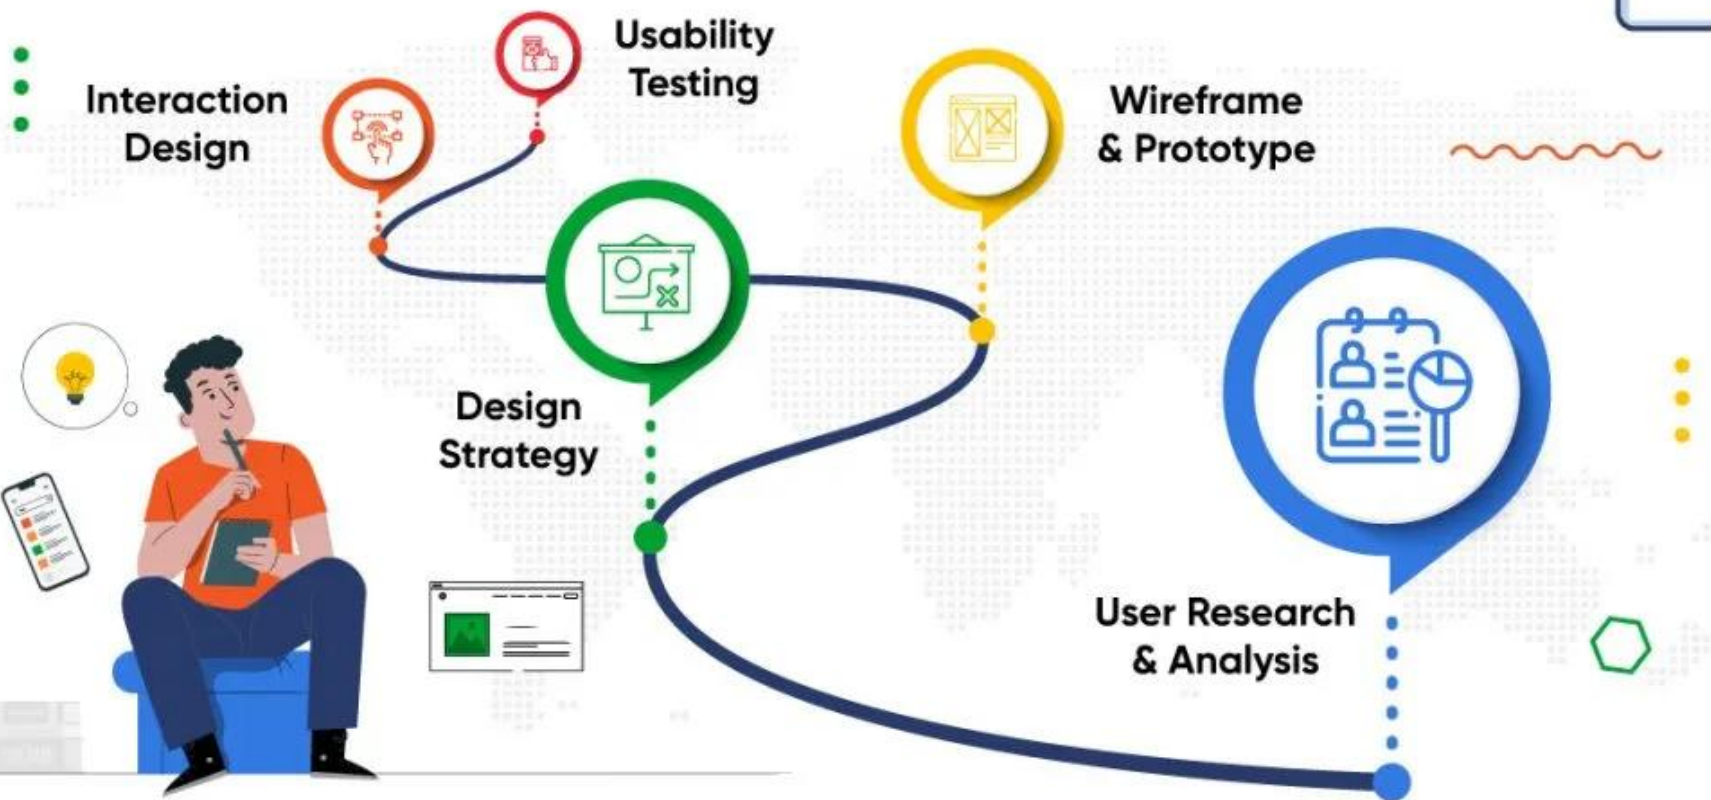 Usability
Testing
Interaction
Design
Wireframe
& Prototype
Design
Strategy
User Research
& Analysis